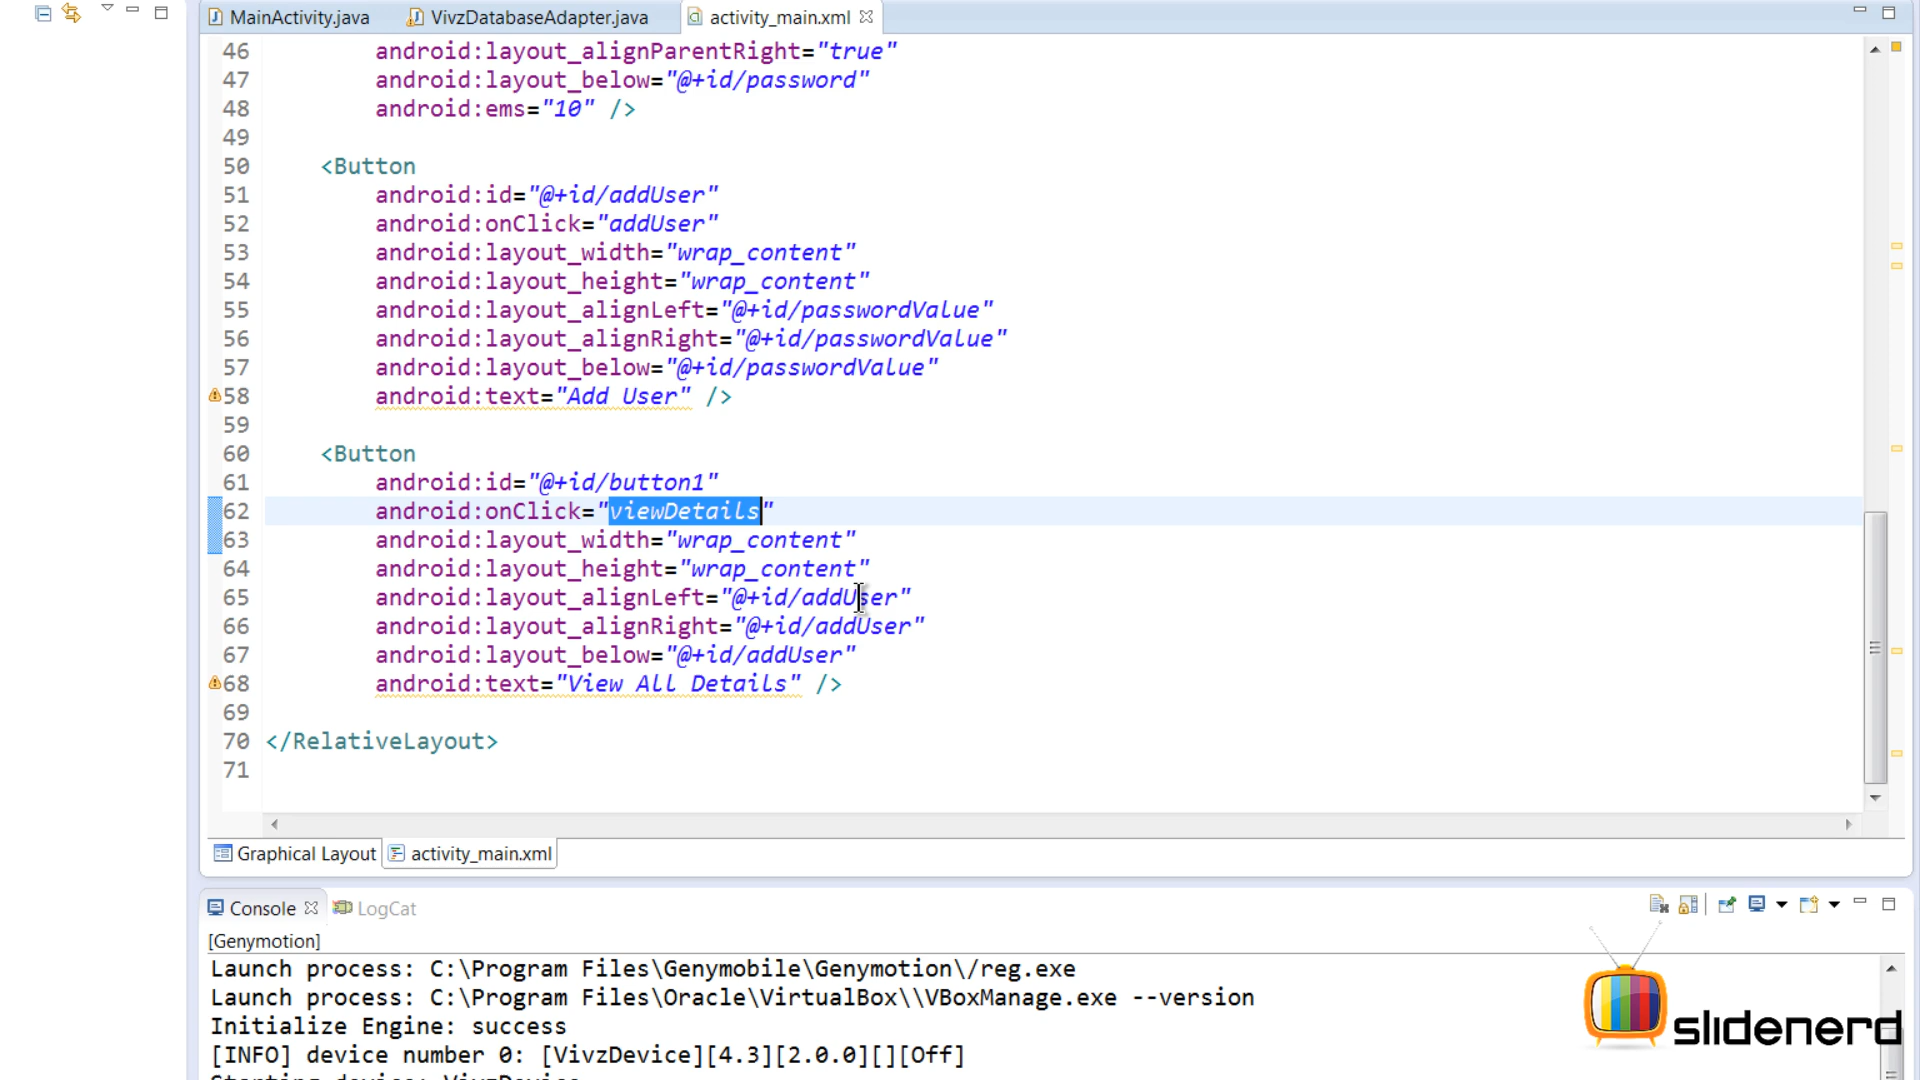 MainActivity.java VivzDatabaseAdapter.java activity_main.xml
46 android:layout_alignParentRight="true"
47 android:layout_below="@+id/password"
48 android:ems="10" />
49
50 <Button
51 android:id="@+id/addUser"
52 android:onClick="addUser"
53 android:layout_width="wrap_content"
54 android:layout_height="wrap_content"
55 android:layout_alignLeft="@+id/passwordValue"
56 android:layout_alignRight="@+id/passwordValue"
57 android:layout_below="@+id/passwordValue"
58 android:text="Add User" />
59
60 <Button
61 android:id="@+id/button1"
62 android:onClick="viewDetails"
63 android:layout_width="wrap_content"
64 android:layout_height="wrap_content"
65 android:layout_alignLeft="@+id/addUser"
66 android:layout_alignRight="@+id/addUser"
67 android:layout_below="@+id/addUser"
68 android:text="View All Details" />
69
70 </RelativeLayout>
71
Graphical Layout activity_main.xml
Console LogCat
[Genymotion]
Launch process: C:\Program Files\Genymobile\Genymotion\/reg.exe
Launch process: C:\Program Files\Oracle\VirtualBox\\VBoxManage.exe --version
Initialize Engine: success
[INFO] device number 0: [VivzDevice][4.3][2.0.0][][Off]
Starting device: VivzDevice
slidenerd